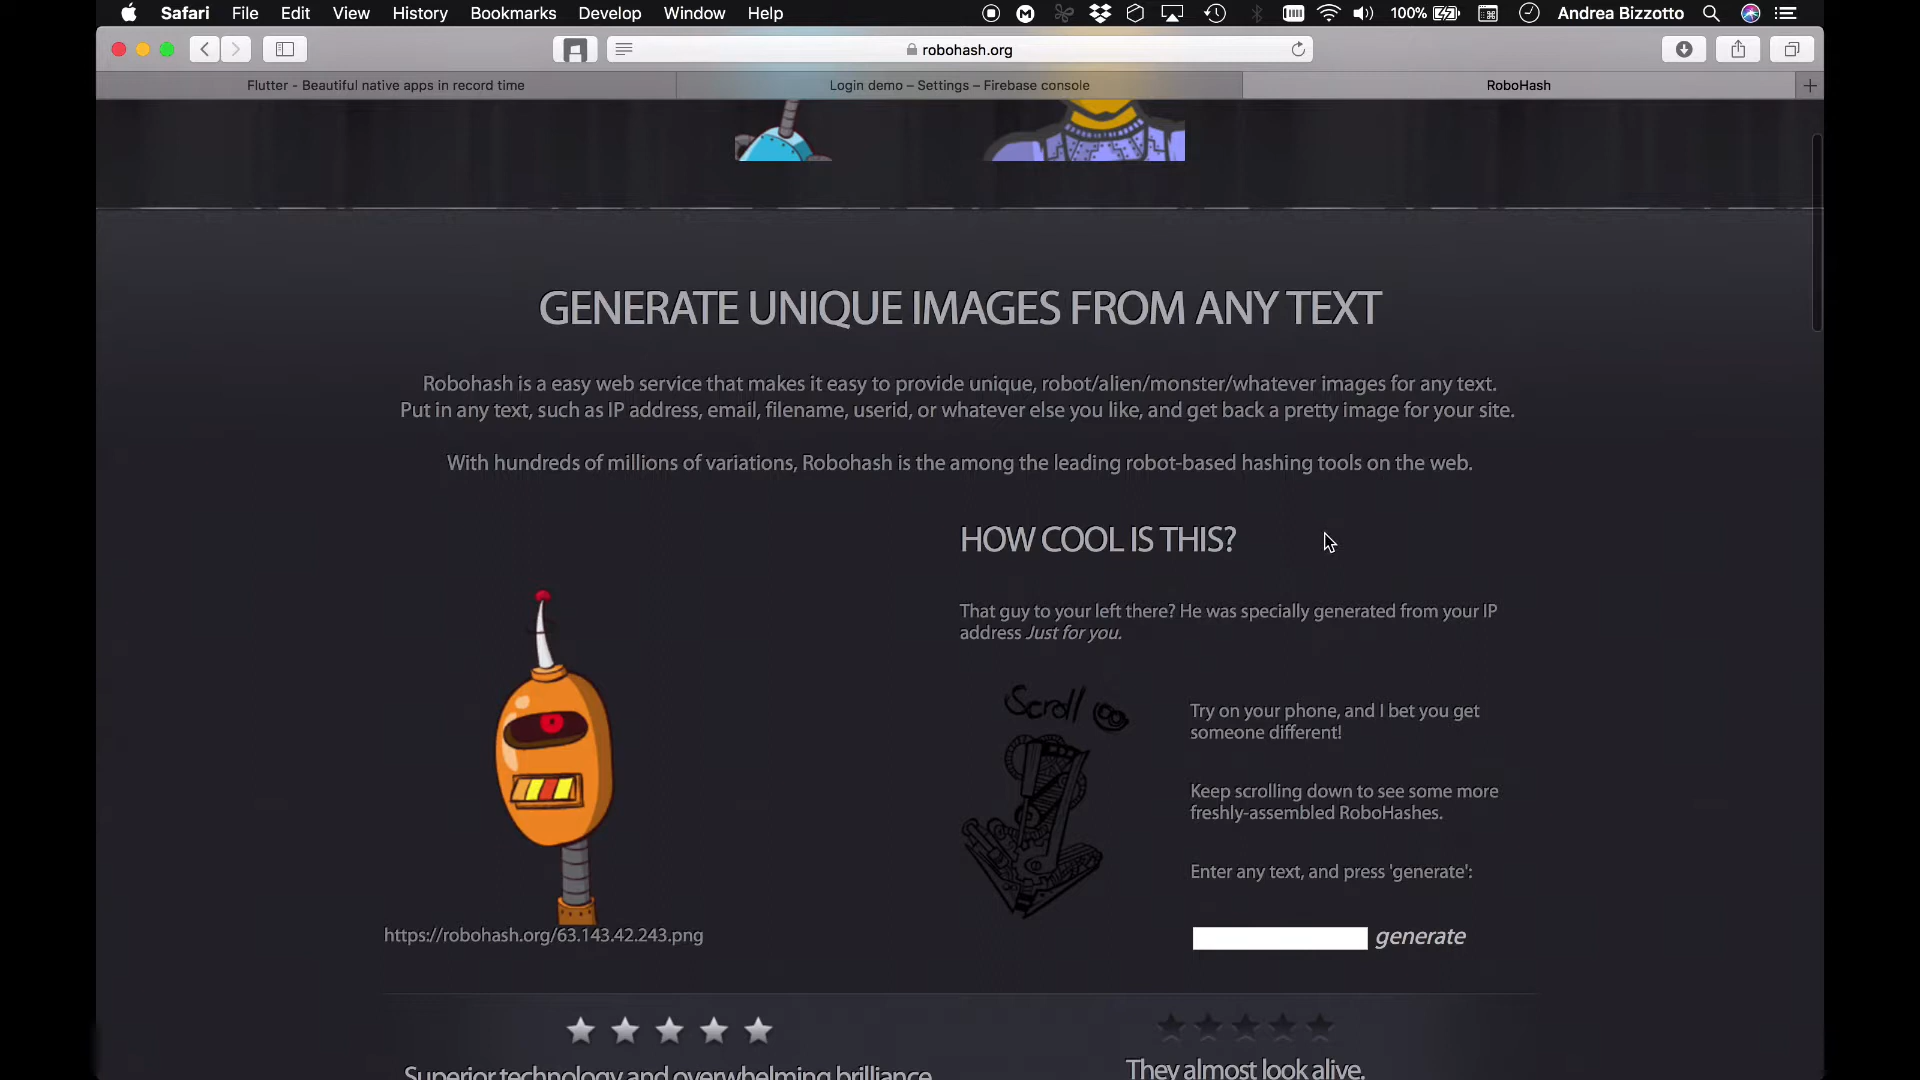 Safari File Edit View History Bookmarks Develop Window Help 100% Andrea Bizzotto
robohash.org
Flutter - Beautiful native apps in record time
Login demo – Settings – Firebase console
RoboHash
GENERATE UNIQUE IMAGES FROM ANY TEXT
Robohash is a easy web service that makes it easy to provide unique, robot/alien/monster/whatever images for any text.
Put in any text, such as IP address, email, filename, userid, or whatever else you like, and get back a pretty image for your site.
With hundreds of millions of variations, Robohash is the among the leading robot-based hashing tools on the web.
HOW COOL IS THIS?
That guy to your left there? He was specially generated from your IP
address Just for you.
Scroll
Try on your phone, and I bet you get
someone different!
Keep scrolling down to see some more
freshly-assembled RoboHashes.
Enter any text, and press 'generate':
https://robohash.org/63.143.42.243.png
generate
Superior technology and overwhelming brilliance
They almost look alive.